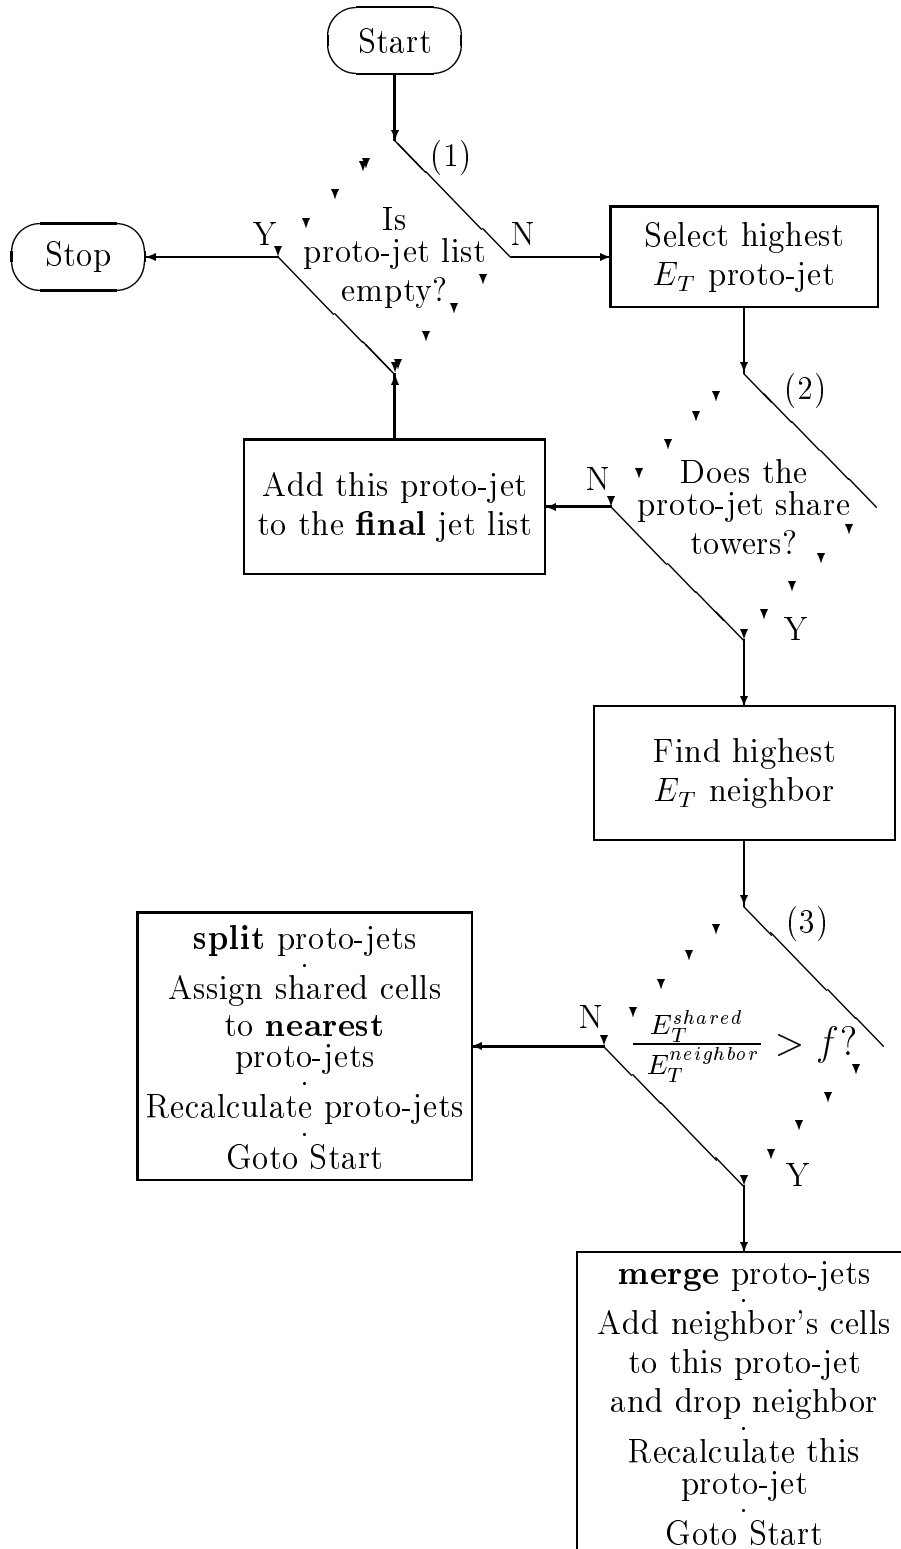 Start
(1)
Is
proto-jet list
empty?
Y
N
Stop
Select highest
E_T proto-jet
(2)
Does the
proto-jet share
towers?
N
Y
Add this proto-jet
to the final jet list
Find highest
E_T neighbor
(3)
E_T^{shared}
E_T^{neighbor} > f?
N
Y
split proto-jets
.
Assign shared cells
to nearest
proto-jets
.
Recalculate proto-jets
.
Goto Start
merge proto-jets
.
Add neighbor's cells
to this proto-jet
and drop neighbor
.
Recalculate this
proto-jet
.
Goto Start